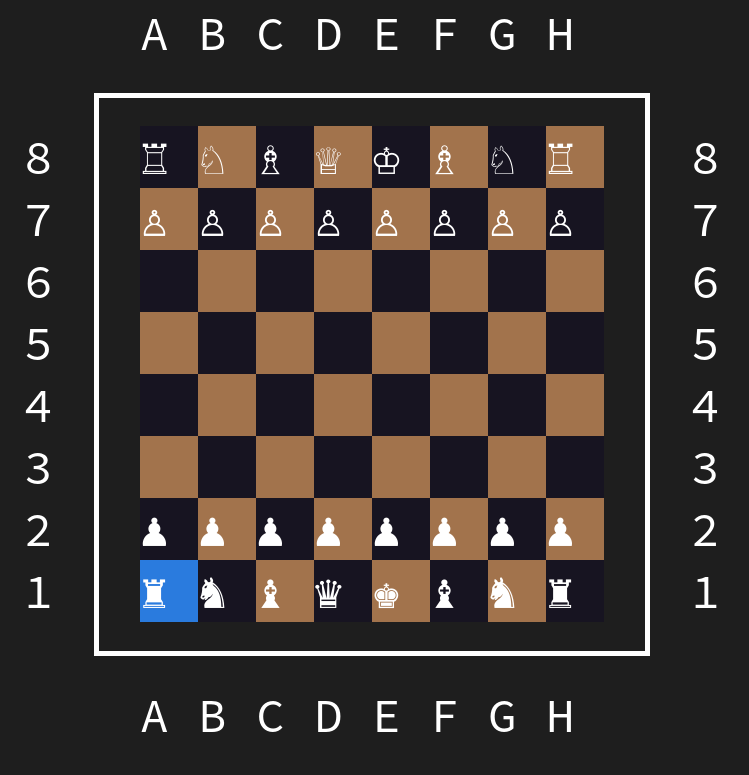 A B C D E F G H
8 ♖ ♘ ♗ ♕ ♔ ♗ ♘ ♖ 8
7 ♙ ♙ ♙ ♙ ♙ ♙ ♙ ♙ 7
6 6
5 5
4 4
3 3
2 ♟ ♟ ♟ ♟ ♟ ♟ ♟ ♟ 2
1 ♜ ♞ ♝ ♛ ♚ ♝ ♞ ♜ 1
A B C D E F G H